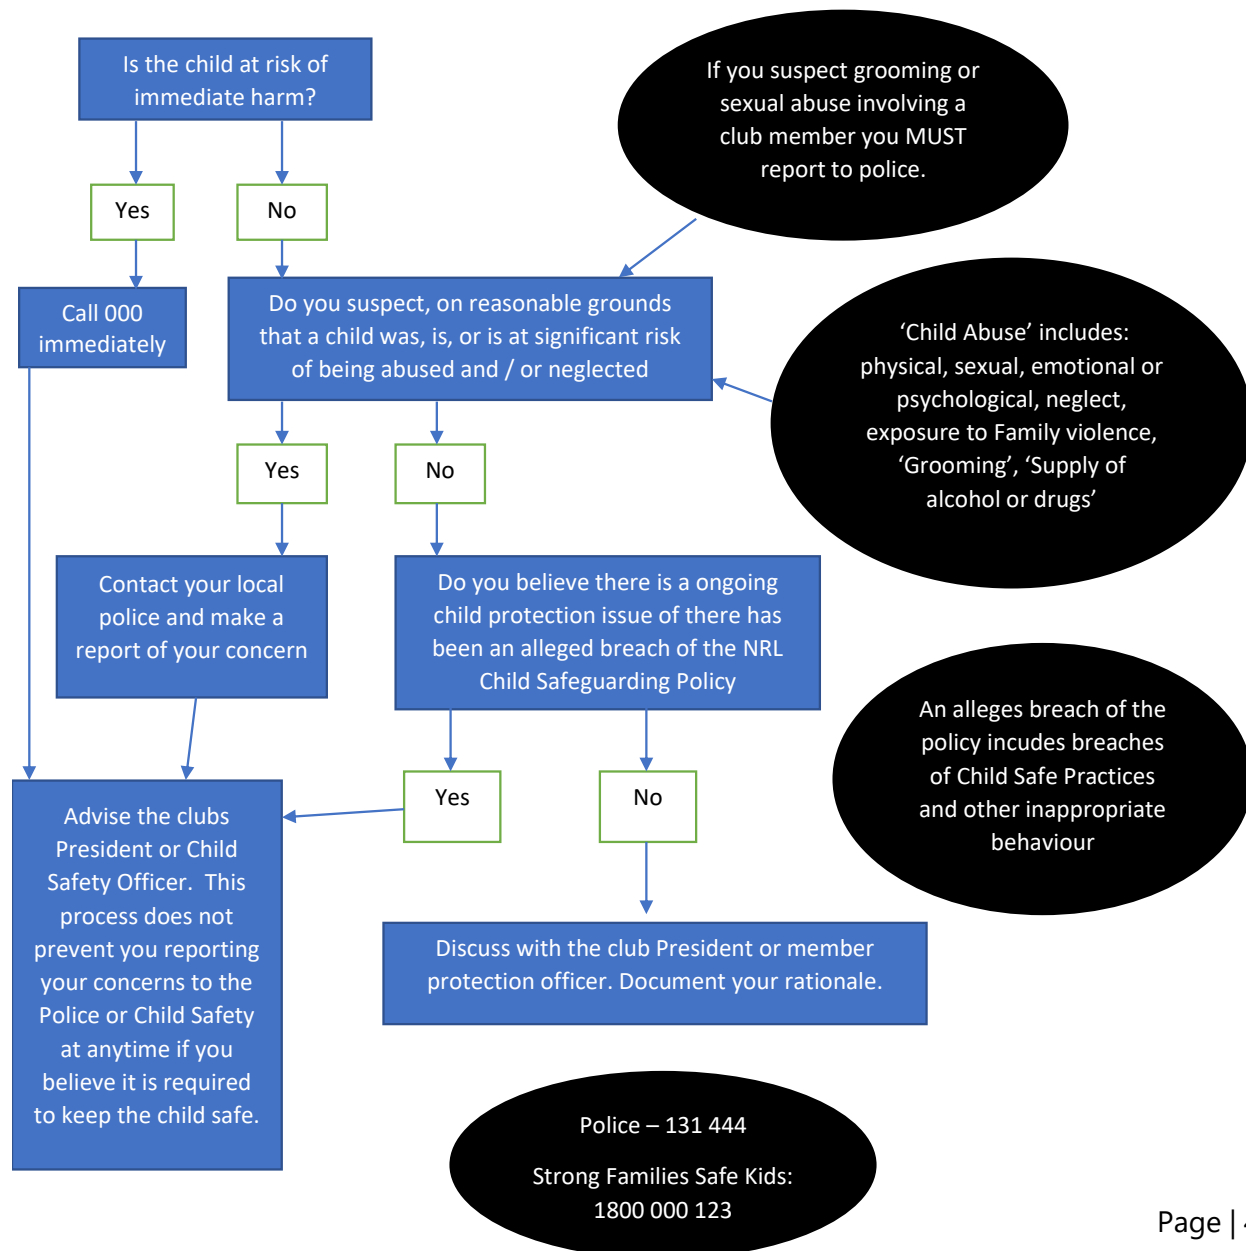 Is the child at risk of
immediate harm?
If you suspect grooming or
sexual abuse involving a
club member you MUST
report to police.
Yes
No
Call 000
immediately
Do you suspect, on reasonable grounds
that a child was, is, or is at significant risk
of being abused and / or neglected
‘Child Abuse’ includes:
physical, sexual, emotional or
psychological, neglect,
exposure to Family violence,
‘Grooming’, ‘Supply of
alcohol or drugs’
Yes
No
Contact your local
police and make a
report of your concern
Do you believe there is a ongoing
child protection issue of there has
been an alleged breach of the NRL
Child Safeguarding Policy
An alleges breach of the
policy incudes breaches
of Child Safe Practices
and other inappropriate
behaviour
Yes
No
Advise the clubs
President or Child
Safety Officer.  This
process does not
prevent you reporting
your concerns to the
Police or Child Safety
at anytime if you
believe it is required
to keep the child safe.
Discuss with the club President or member
protection officer. Document your rationale.
Police – 131 444
Strong Families Safe Kids:
1800 000 123
Page |